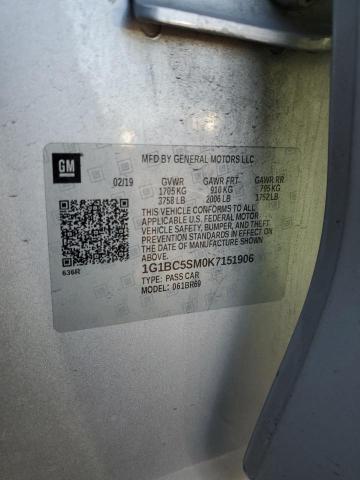 GM
MFD BY GENERAL MOTORS LLC
02/19 GVWR GAWR FRT GAWR RR
1705 KG 910 KG 795 KG
3758 LB 2006 LB 1752 LB
THIS VEHICLE CONFORMS TO ALL
APPLICABLE U.S. FEDERAL MOTOR
VEHICLE SAFETY, BUMPER, AND THEFT
PREVENTION STANDARDS IN EFFECT ON
THE DATE OF MANUFACTURE SHOWN
ABOVE.
1G1BC5SM0K7151906
TYPE: PASS CAR
MODEL: 061BR69
636R